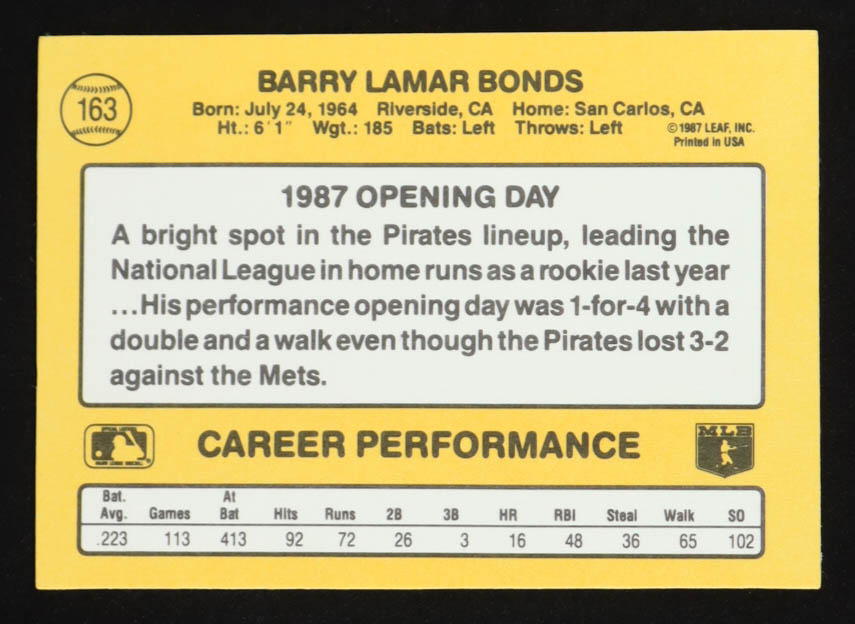 163
BARRY LAMAR BONDS
Born: July 24, 1964 Riverside, CA Home: San Carlos, CA
Ht.: 6'1" Wgt.: 185 Bats: Left Throws: Left
©1987 LEAF, INC.
Printed in USA
1987 OPENING DAY
A bright spot in the Pirates lineup, leading the
National League in home runs as a rookie last year
...His performance opening day was 1-for-4 with a
double and a walk even though the Pirates lost 3-2
against the Mets.
CAREER PERFORMANCE
MLB
Bat. Avg. Games At Bat Hits Runs 2B 3B HR RBI Steal Walk SO
.223 113 413 92 72 26 3 16 48 36 65 102